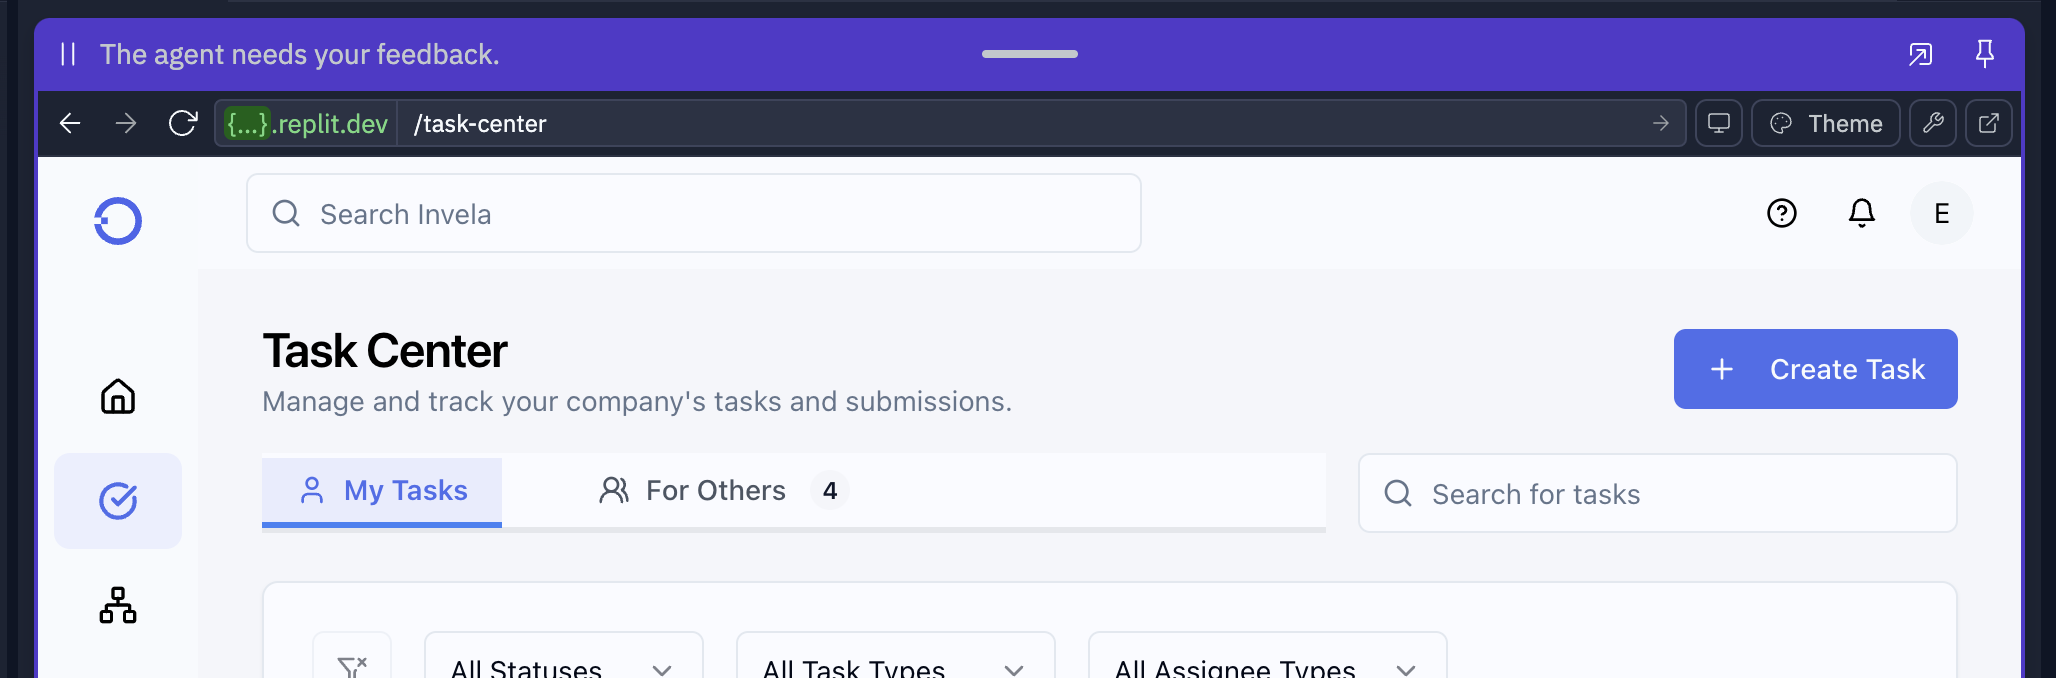 The agent needs your feedback.
{...}.replit.dev /task-center
Theme
Search Invela
E
Task Center
Manage and track your company's tasks and submissions.
Create Task
My Tasks
For Others 4
Search for tasks
All Statuses
All Task Types
All Assignee Types